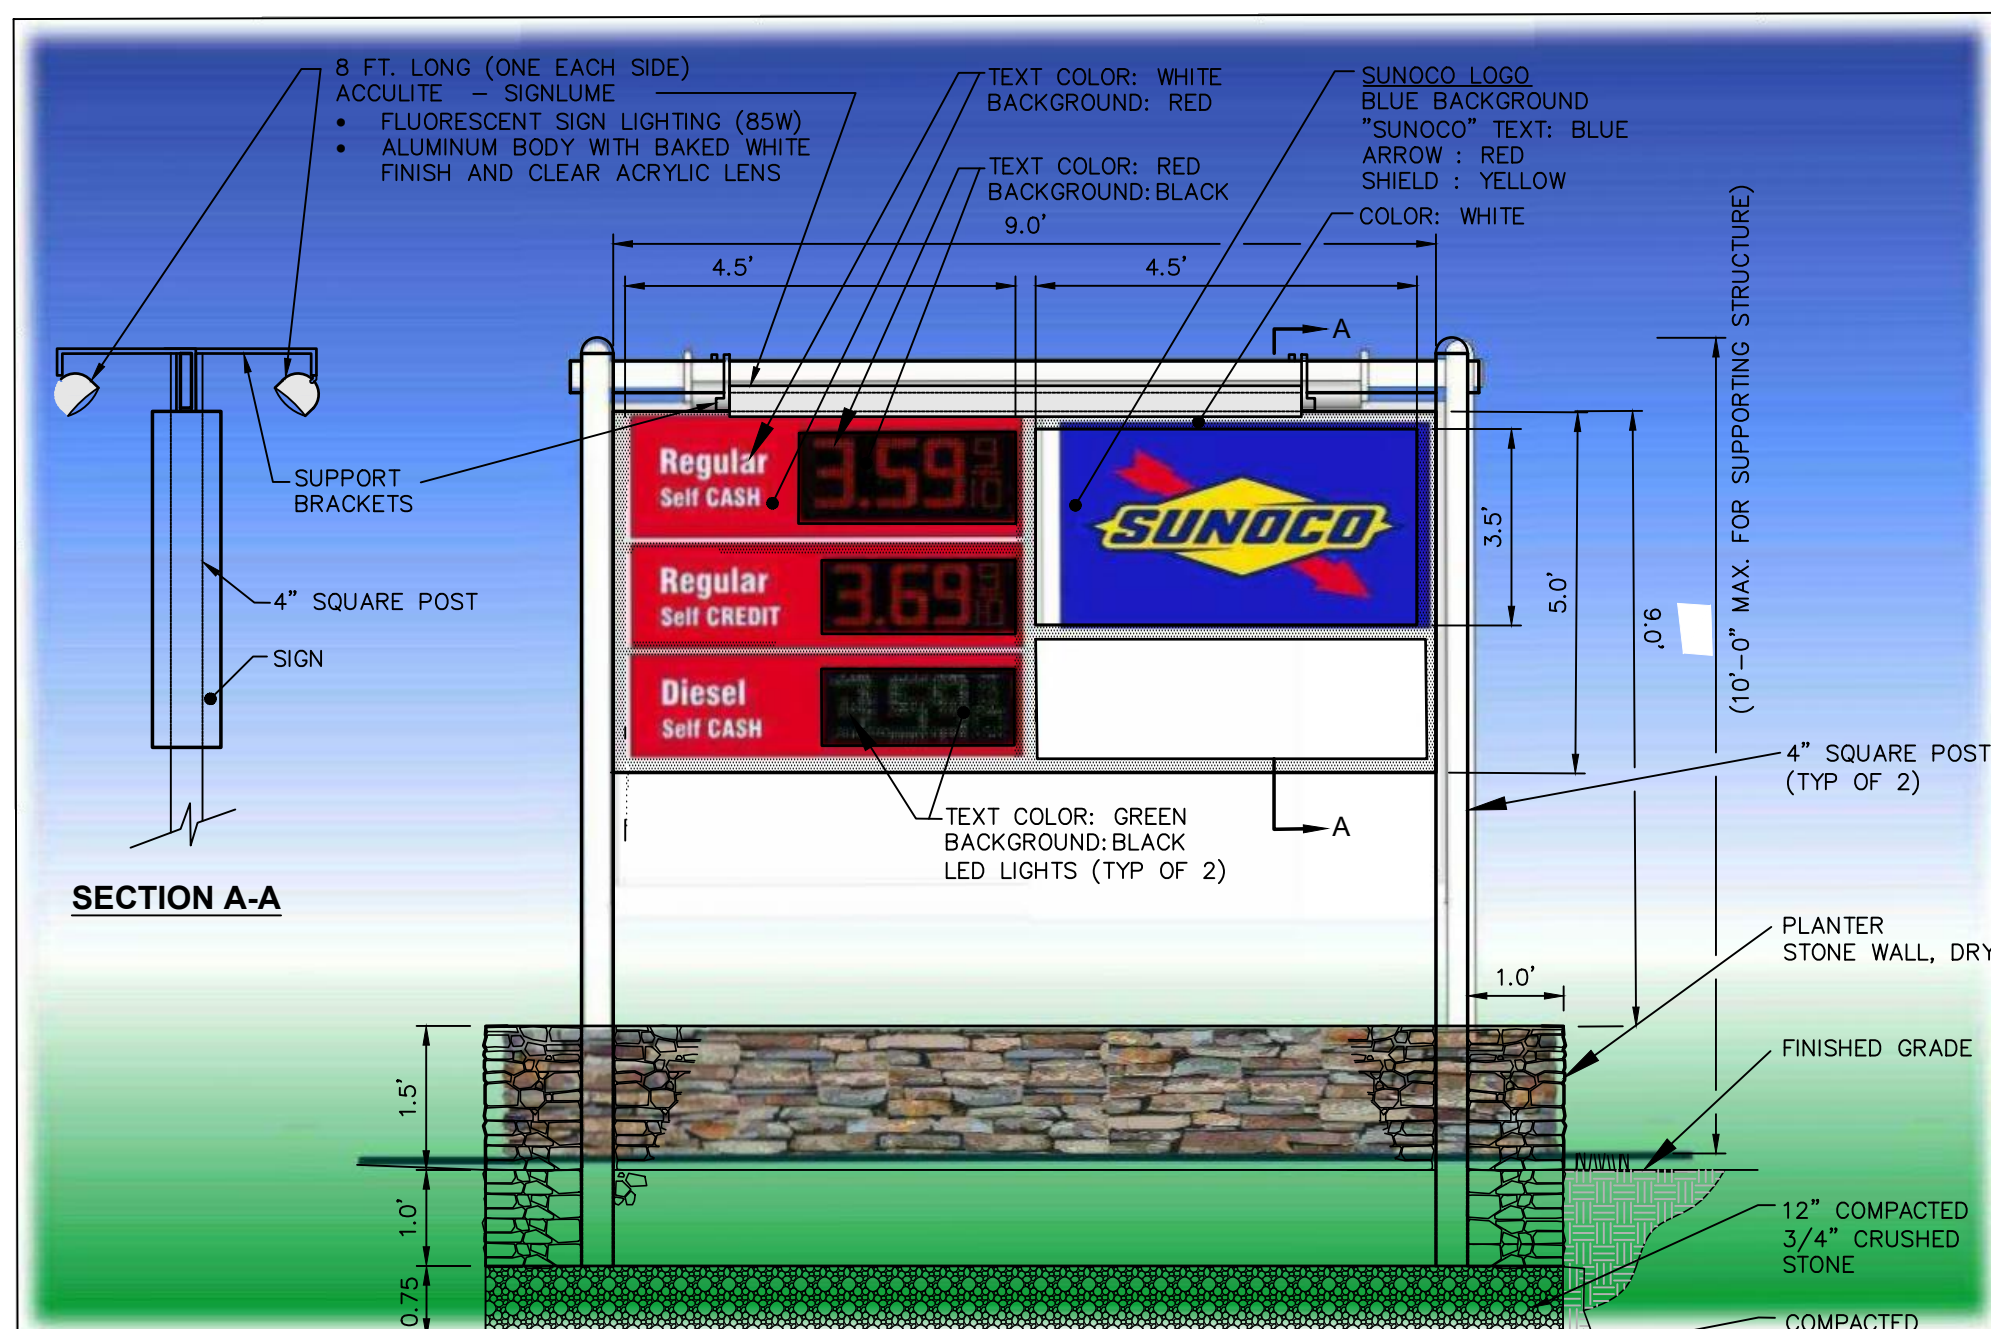 8 FT. LONG (ONE EACH SIDE)
ACCULITE – SIGNLUME
• FLUORESCENT SIGN LIGHTING (85W)
• ALUMINUM BODY WITH BAKED WHITE
FINISH AND CLEAR ACRYLIC LENS
TEXT COLOR: WHITE
BACKGROUND: RED
TEXT COLOR: RED
BACKGROUND: BLACK
SUNOCO LOGO
BLUE BACKGROUND
"SUNOCO" TEXT: BLUE
ARROW : RED
SHIELD : YELLOW
COLOR: WHITE
9.0'
4.5'
4.5'
A
SUPPORT
BRACKETS
4" SQUARE POST
SIGN
SECTION A-A
Regular
Self CASH
3.59 9/10
Regular
Self CREDIT
3.69 9/10
Diesel
Self CASH
SUNOCO
3.5'
5.0'
9.0'
(10'-0" MAX. FOR SUPPORTING STRUCTURE)
4" SQUARE POST
(TYP OF 2)
TEXT COLOR: GREEN
BACKGROUND: BLACK
LED LIGHTS (TYP OF 2)
A
PLANTER
STONE WALL, DRY
1.0'
FINISHED GRADE
1.5'
1.0'
0.75
12" COMPACTED
3/4" CRUSHED
STONE
COMPACTED